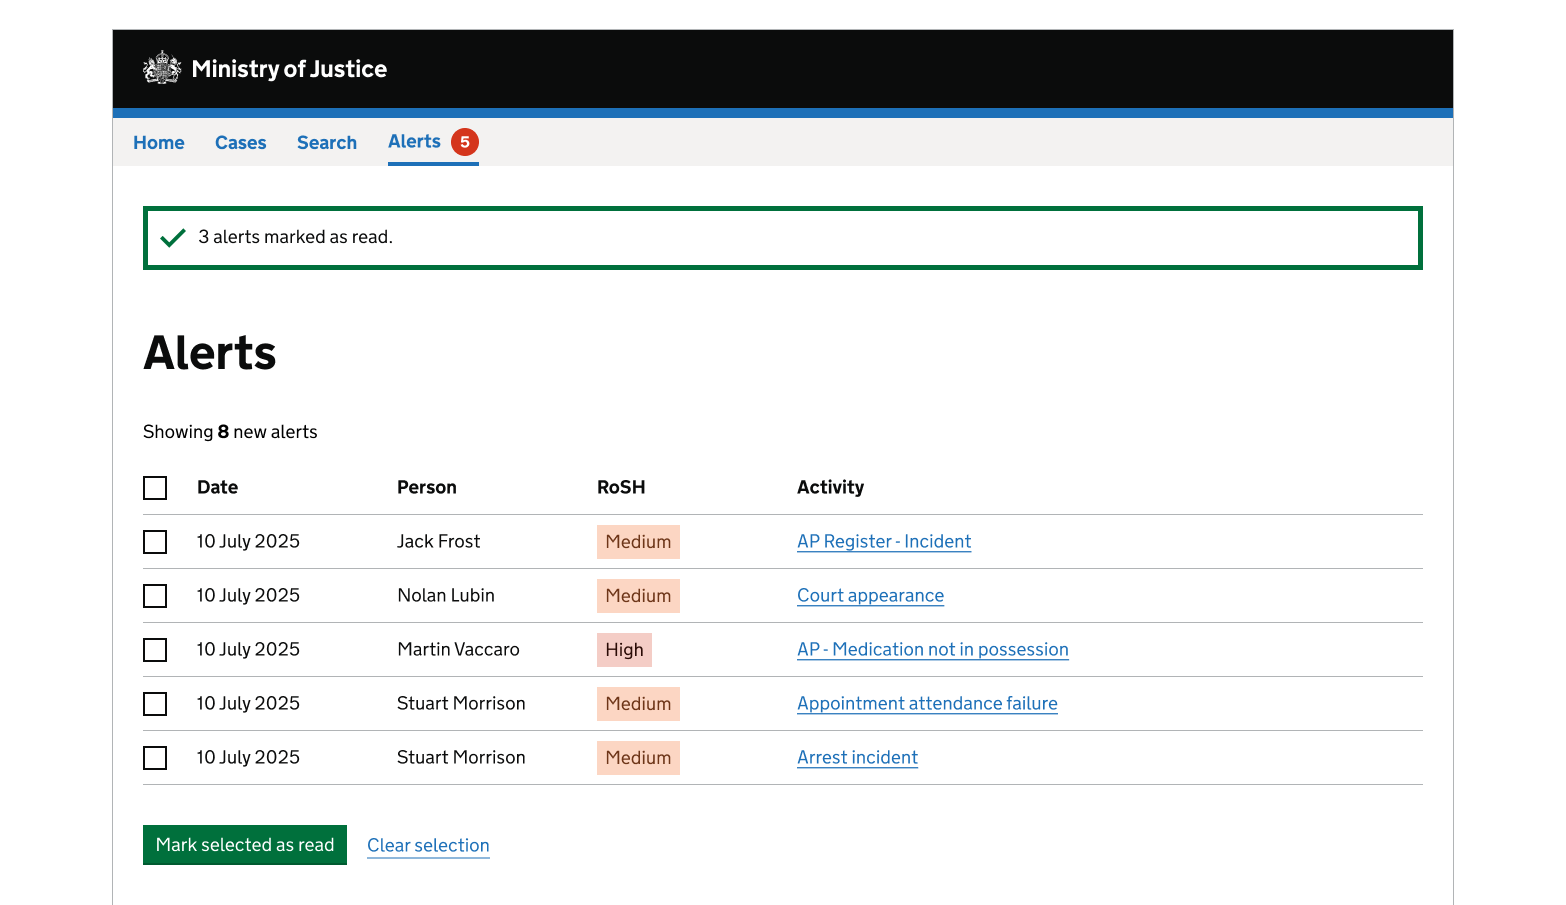 Ministry of Justice
Home Cases Search Alerts 5
3 alerts marked as read.
Alerts
Showing 8 new alerts
Date Person RoSH Activity
10 July 2025 Jack Frost Medium AP Register - Incident
10 July 2025 Nolan Lubin Medium Court appearance
10 July 2025 Martin Vaccaro High AP - Medication not in possession
10 July 2025 Stuart Morrison Medium Appointment attendance failure
10 July 2025 Stuart Morrison Medium Arrest incident
Mark selected as read Clear selection